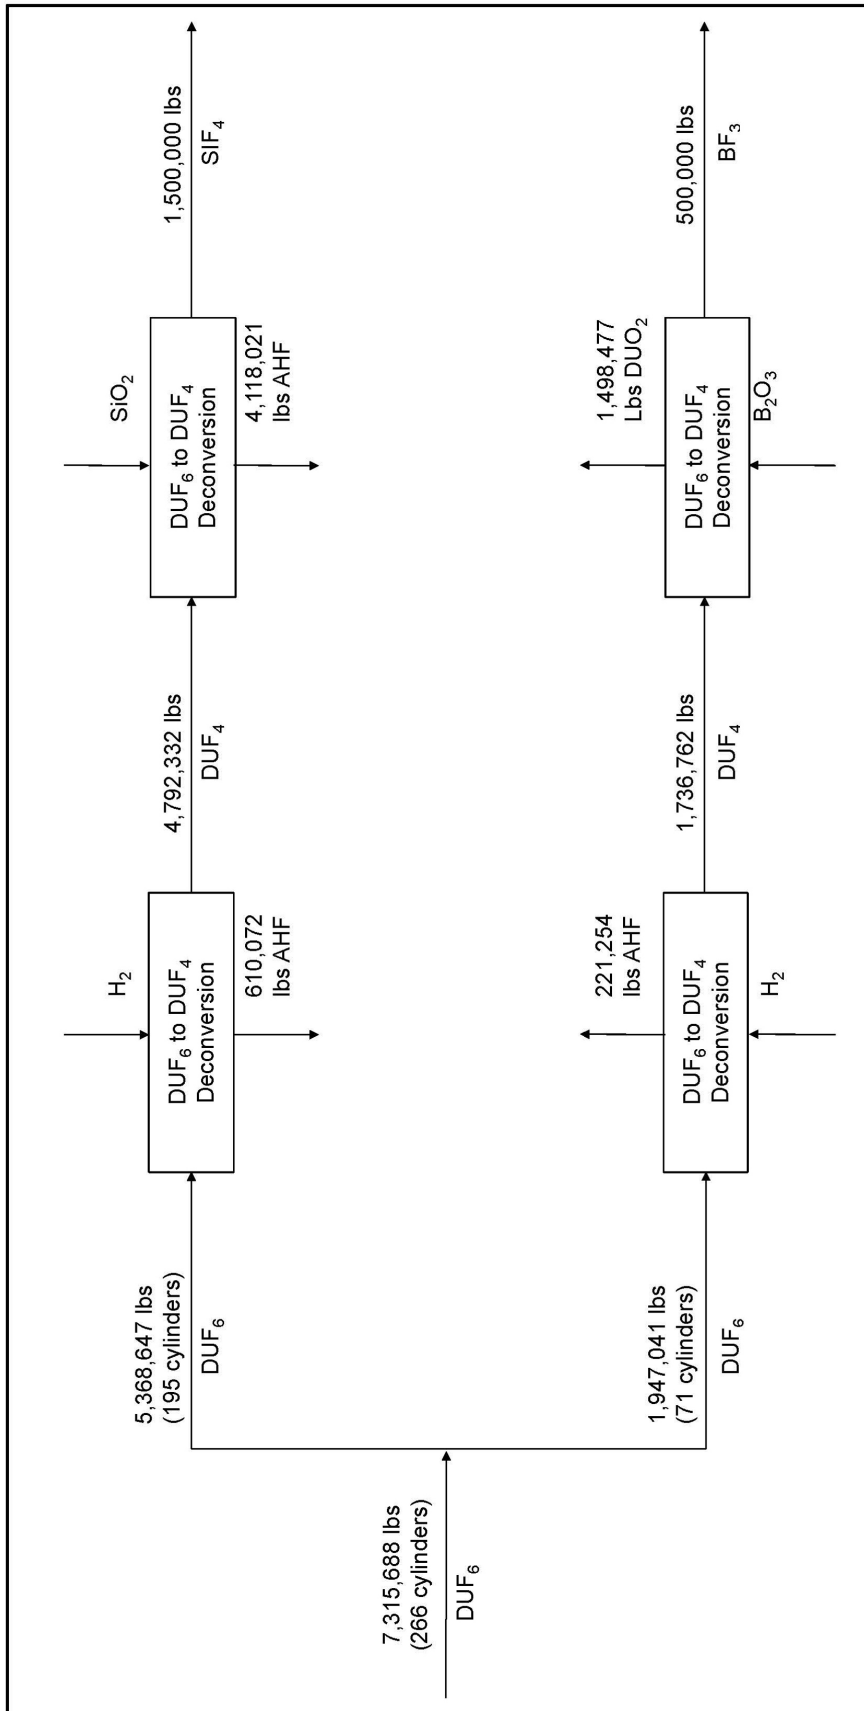 7,315,688 lbs
(266 cylinders)
DUF₆
5,368,647 lbs
(195 cylinders)
DUF₆
H₂
DUF₆ to DUF₄
Deconversion
610,072
lbs AHF
4,792,332 lbs
DUF₄
SiO₂
DUF₆ to DUF₄
Deconversion
4,118,021
lbs AHF
1,500,000 lbs
SIF₄
1,947,041 lbs
(71 cylinders)
DUF₆
221,254
lbs AHF
DUF₆ to DUF₄
Deconversion
H₂
1,736,762 lbs
DUF₄
1,498,477
Lbs DUO₂
DUF₆ to DUF₄
Deconversion
B₂O₃
500,000 lbs
BF₃